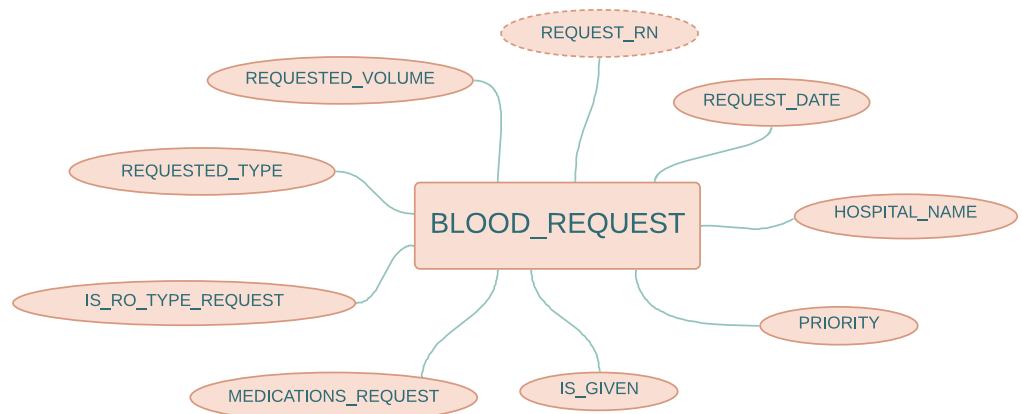 REQUEST_RN
REQUESTED_VOLUME
REQUEST_DATE
REQUESTED_TYPE
HOSPITAL_NAME
BLOOD_REQUEST
IS_RO_TYPE_REQUEST
PRIORITY
IS_GIVEN
MEDICATIONS_REQUEST